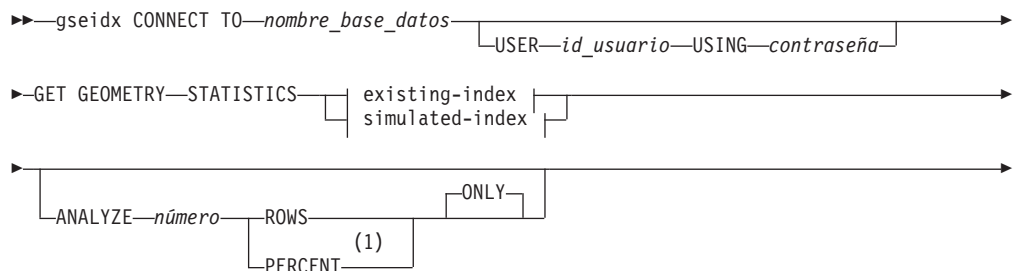 gseidx CONNECT TO nombre_base_datos
USER id_usuario USING contraseña
GET GEOMETRY STATISTICS existing-index
simulated-index
ONLY
ANALYZE número ROWS
(1)
PERCENT